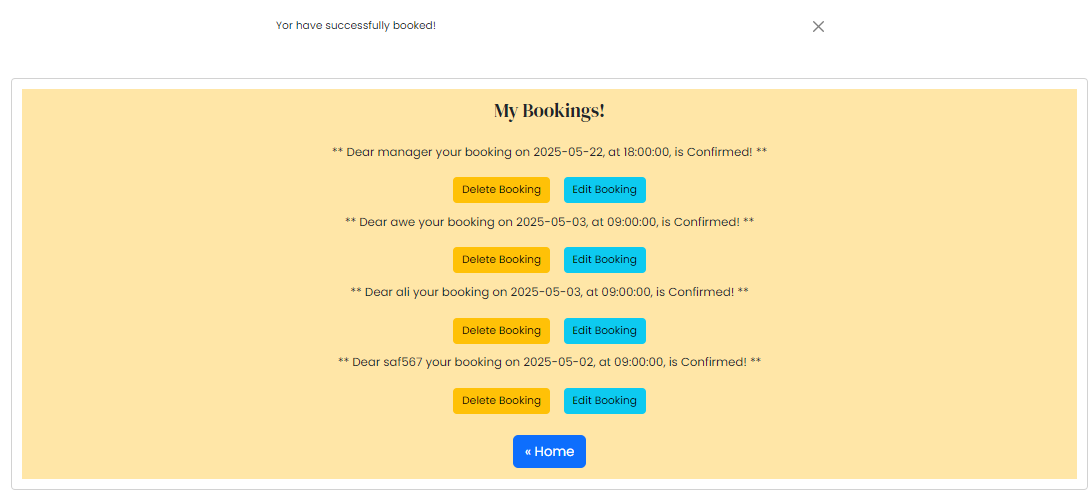 Yor have successfully booked!
My Bookings!
** Dear manager your booking on 2025-05-22, at 18:00:00, is Confirmed! **
Delete Booking Edit Booking
** Dear awe your booking on 2025-05-03, at 09:00:00, is Confirmed! **
Delete Booking Edit Booking
** Dear ali your booking on 2025-05-03, at 09:00:00, is Confirmed! **
Delete Booking Edit Booking
** Dear saf567 your booking on 2025-05-02, at 09:00:00, is Confirmed! **
Delete Booking Edit Booking
« Home